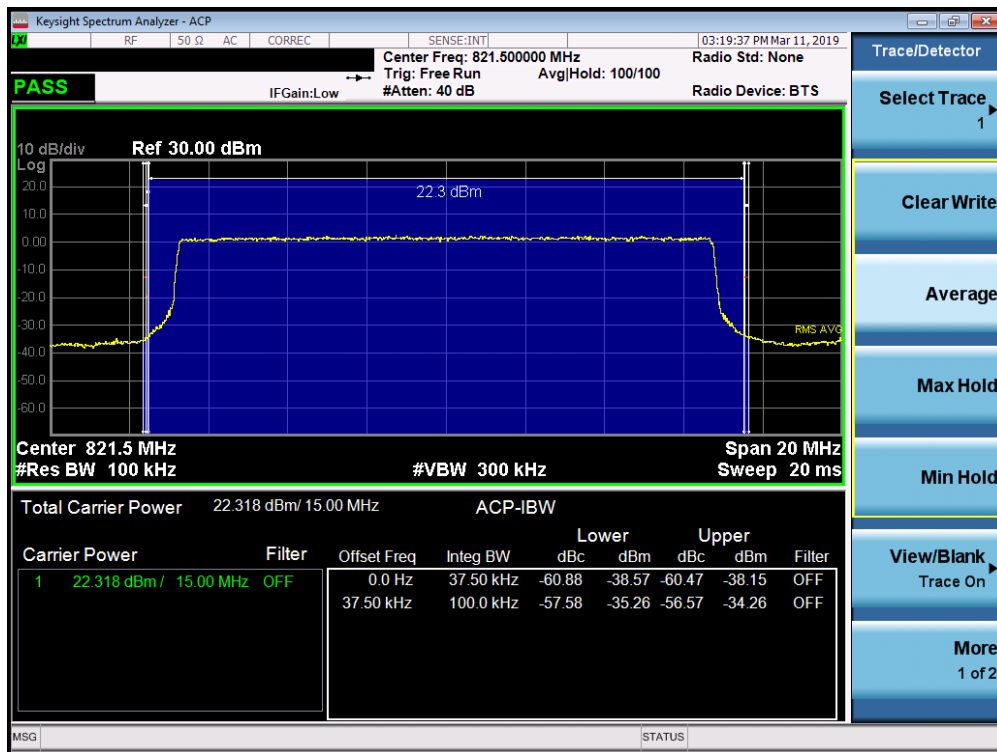 Keysight Spectrum Analyzer - ACP
LXI RF 50 Ω AC CORREC SENSE:INT 03:19:37 PM Mar 11, 2019
Center Freq: 821.500000 MHz Radio Std: None
Trig: Free Run Avg|Hold: 100/100
PASS IFGain:Low #Atten: 40 dB Radio Device: BTS
10 dB/div Ref 30.00 dBm
Log
22.3 dBm
20.0
10.0
0.00
-10.0
-20.0
-30.0
RMS AVG
-40.0
-50.0
-60.0
Center 821.5 MHz Span 20 MHz
#Res BW 100 kHz #VBW 300 kHz Sweep 20 ms
Total Carrier Power 22.318 dBm/ 15.00 MHz ACP-IBW
Lower Upper
Carrier Power Filter Offset Freq Integ BW dBc dBm dBc dBm Filter
1 22.318 dBm / 15.00 MHz OFF 0.0 Hz 37.50 kHz -60.88 -38.57 -60.47 -38.15 OFF
37.50 kHz 100.0 kHz -57.58 -35.26 -56.57 -34.26 OFF
MSG STATUS
Trace/Detector
Select Trace
1
Clear Write
Average
Max Hold
Min Hold
View/Blank
Trace On
More
1 of 2